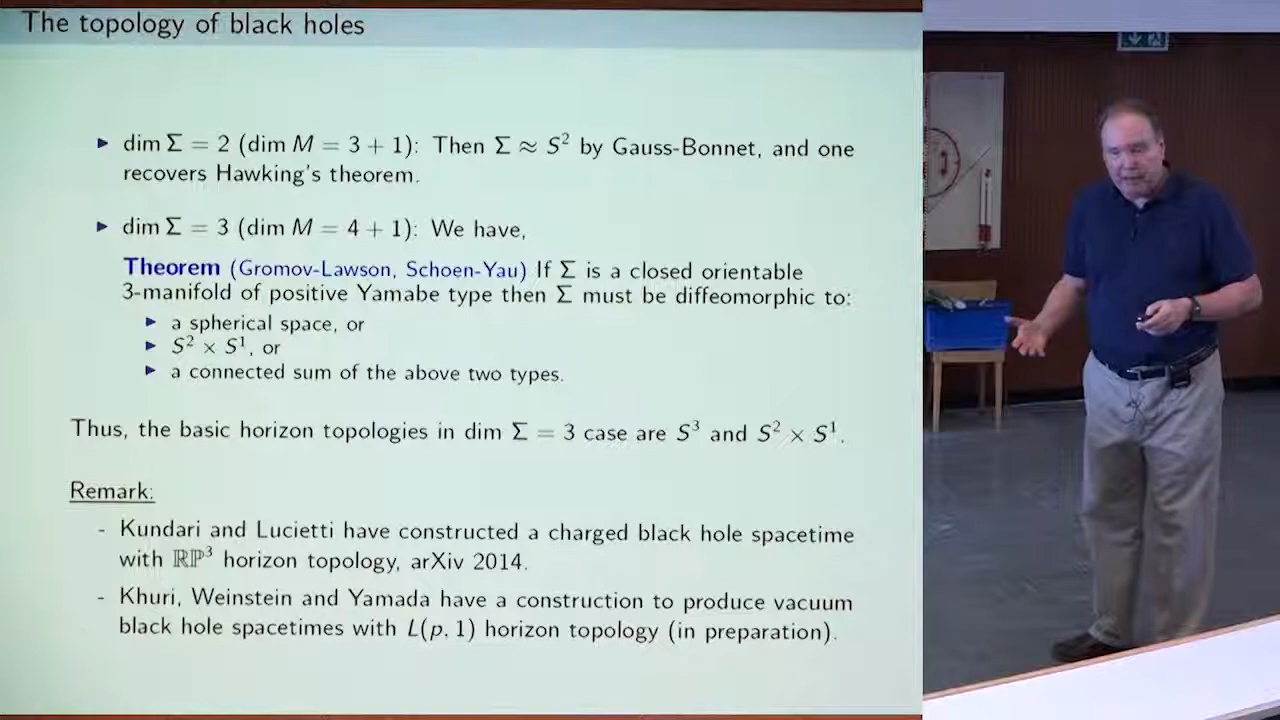 The topology of black holes
▶ dim Σ = 2 (dim M = 3 + 1): Then Σ ≈ S² by Gauss-Bonnet, and one
recovers Hawking's theorem.
▶ dim Σ = 3 (dim M = 4 + 1): We have,
Theorem (Gromov-Lawson, Schoen-Yau) If Σ is a closed orientable
3-manifold of positive Yamabe type then Σ must be diffeomorphic to:
▶ a spherical space, or
▶ S² × S¹, or
▶ a connected sum of the above two types.
Thus, the basic horizon topologies in dim Σ = 3 case are S³ and S² × S¹.
Remark:
- Kundari and Lucietti have constructed a charged black hole spacetime
with ℝℙ³ horizon topology, arXiv 2014.
- Khuri, Weinstein and Yamada have a construction to produce vacuum
black hole spacetimes with L(p, 1) horizon topology (in preparation).